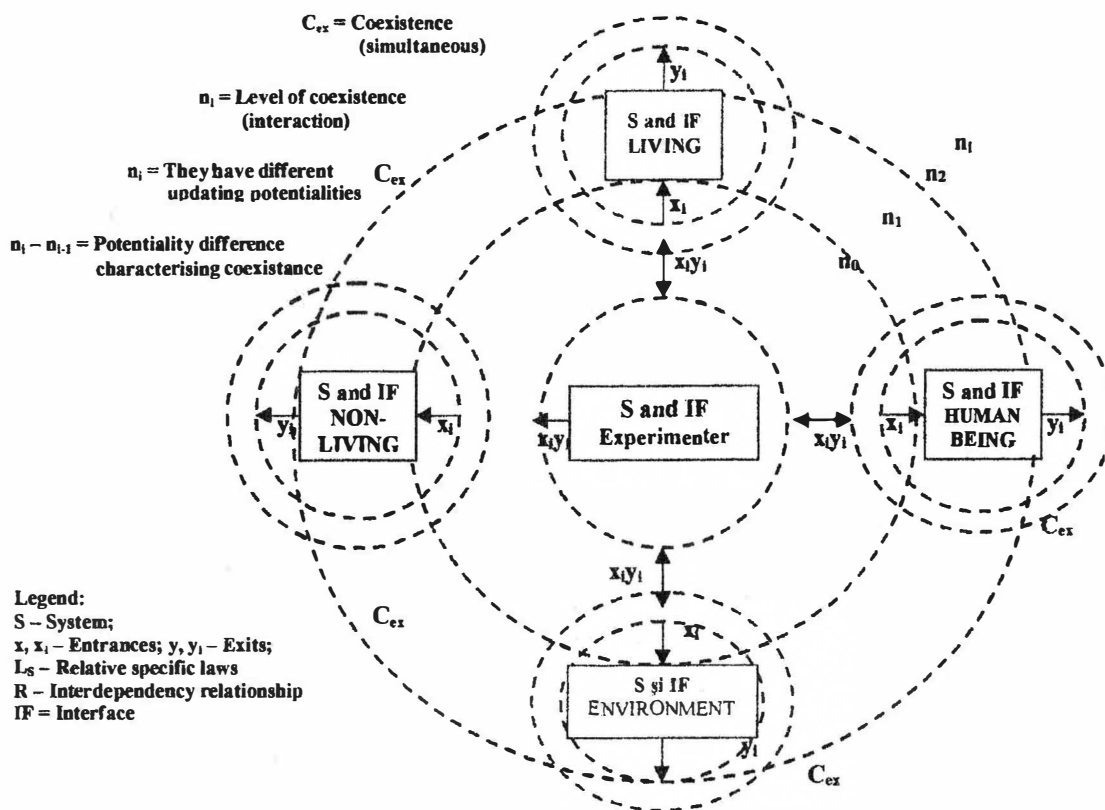 C_ex = Coexistence
(simultaneous)
n_i = Level of coexistence
(interaction)
n_i = They have different
updating potentialities
n_i – n_i-1 = Potentiality difference
characterising coexistance
y_i
S and IF
LIVING
x_i
x_iy_i
C_ex
n_i
n_2
n_1
n_0
S and IF
NON-
LIVING
y_i
x_i
S and IF
Experimenter
x_iy_i
x_iy_i
S and IF
HUMAN
BEING
x_i
y_i
C_ex
x_iy_i
C_ex
x_i
S și IF
ENVIRONMENT
y_i
C_ex
Legend:
S – System;
x, x_i – Entrances; y, y_i – Exits;
L_S – Relative specific laws
R – Interdependency relationship
IF = Interface